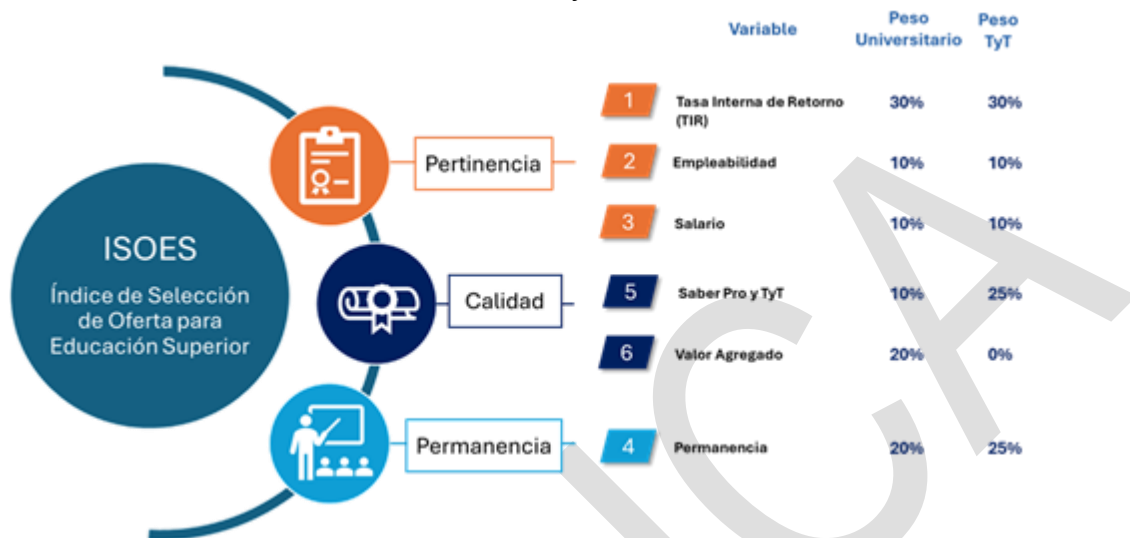 Variable
Peso
Universitario
Peso
TyT
ISOES
Índice de Selección
de Oferta para
Educación Superior
Pertinencia
1
Tasa Interna de Retorno
(TIR)
30%
30%
2
Empleabilidad
10%
10%
3
Salario
10%
10%
Calidad
5
Saber Pro y TyT
10%
25%
6
Valor Agregado
20%
0%
Permanencia
4
Permanencia
20%
25%